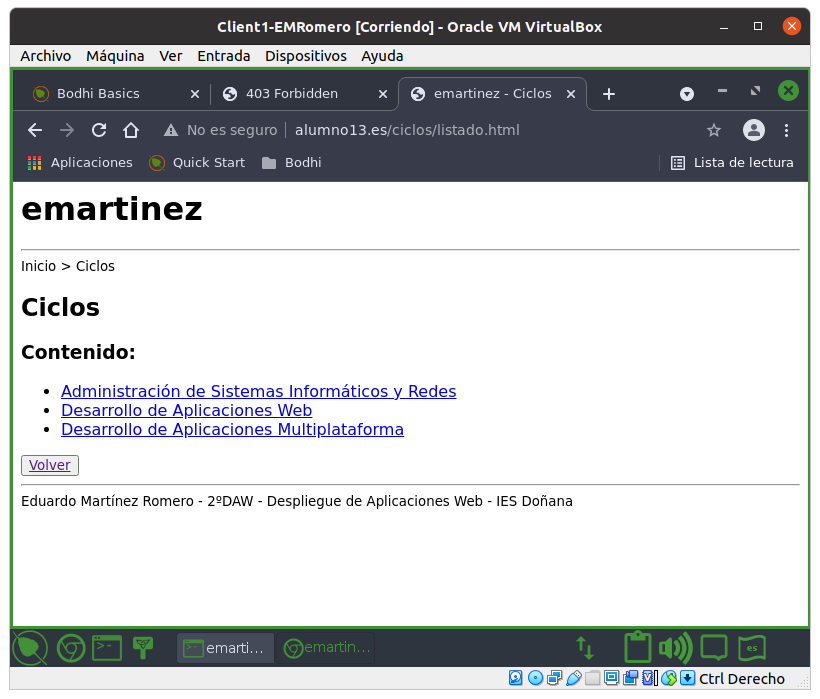 Client1-EMRomero [Corriendo] - Oracle VM VirtualBox
Archivo Máquina Ver Entrada Dispositivos Ayuda
Bodhi Basics 403 Forbidden emartinez - Ciclos
No es seguro alumno13.es/ciclos/listado.html
Aplicaciones Quick Start Bodhi Lista de lectura
emartinez
Inicio > Ciclos
Ciclos
Contenido:
Administración de Sistemas Informáticos y Redes
Desarrollo de Aplicaciones Web
Desarrollo de Aplicaciones Multiplataforma
Volver
Eduardo Martínez Romero - 2ºDAW - Despliegue de Aplicaciones Web - IES Doñana
emarti... emartin... es
Ctrl Derecho